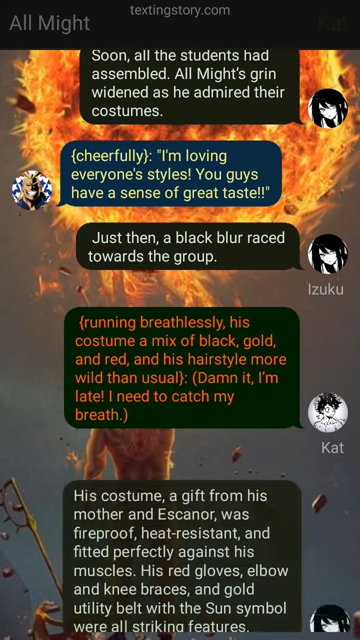 textingstory.com
All Might
Kat
Soon, all the students had
assembled. All Might's grin
widened as he admired their
costumes.
{cheerfully}: "I'm loving
everyone's styles! You guys
have a sense of great taste!!"
Just then, a black blur raced
towards the group.
Izuku
{running breathlessly, his
costume a mix of black, gold,
and red, and his hairstyle more
wild than usual}: (Damn it, I'm
late! I need to catch my
breath.)
Kat
His costume, a gift from his
mother and Escanor, was
fireproof, heat-resistant, and
fitted perfectly against his
muscles. His red gloves, elbow
and knee braces, and gold
utility belt with the Sun symbol
were all striking features.